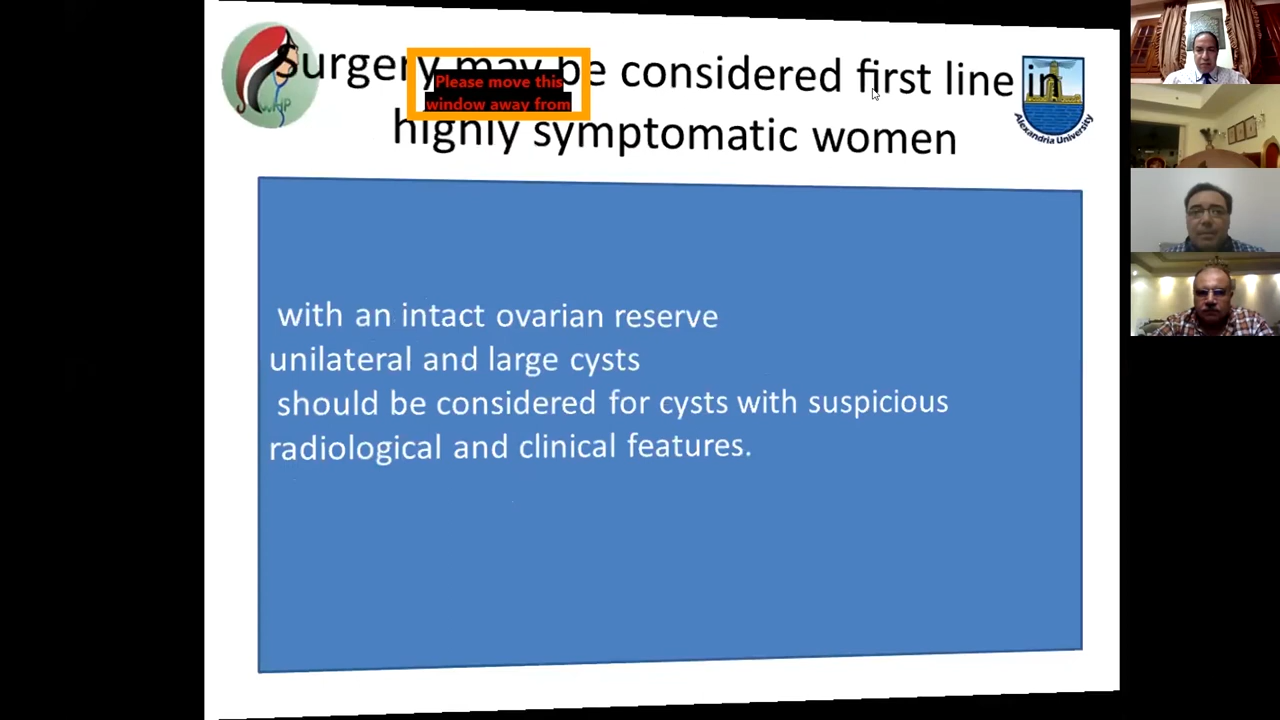 Surgery may be considered first line in
highly symptomatic women
Please move this
window away from
Alexandria University
with an intact ovarian reserve
unilateral and large cysts
should be considered for cysts with suspicious
radiological and clinical features.